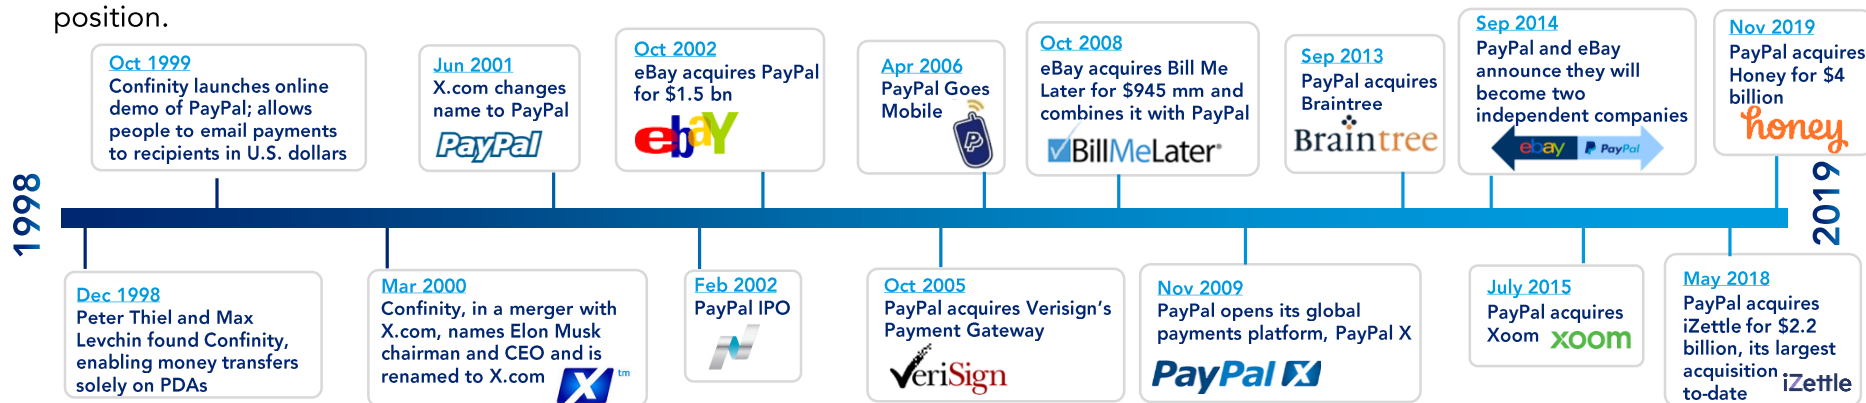 position.
Oct 1999
Confinity launches online
demo of PayPal; allows
people to email payments
to recipients in U.S. dollars
Jun 2001
X.com changes
name to PayPal
PayPal
Oct 2002
eBay acquires PayPal
for $1.5 bn
ebaY
Apr 2006
PayPal Goes
Mobile
Oct 2008
eBay acquires Bill Me
Later for $945 mm and
combines it with PayPal
BillMeLater®
Sep 2013
PayPal acquires
Braintree
Braintree
Sep 2014
PayPal and eBay
announce they will
become two
independent companies
ebay PayPal
Nov 2019
PayPal acquires
Honey for $4
billion
honey
1998
2019
Dec 1998
Peter Thiel and Max
Levchin found Confinity,
enabling money transfers
solely on PDAs
Mar 2000
Confinity, in a merger with
X.com, names Elon Musk
chairman and CEO and is
renamed to X.com
X tm
Feb 2002
PayPal IPO
Oct 2005
PayPal acquires Verisign's
Payment Gateway
VeriSign
Nov 2009
PayPal opens its global
payments platform, PayPal X
PayPal X
July 2015
PayPal acquires
Xoom
xoom
May 2018
PayPal acquires
iZettle for $2.2
billion, its largest
acquisition
to-date
iZettle